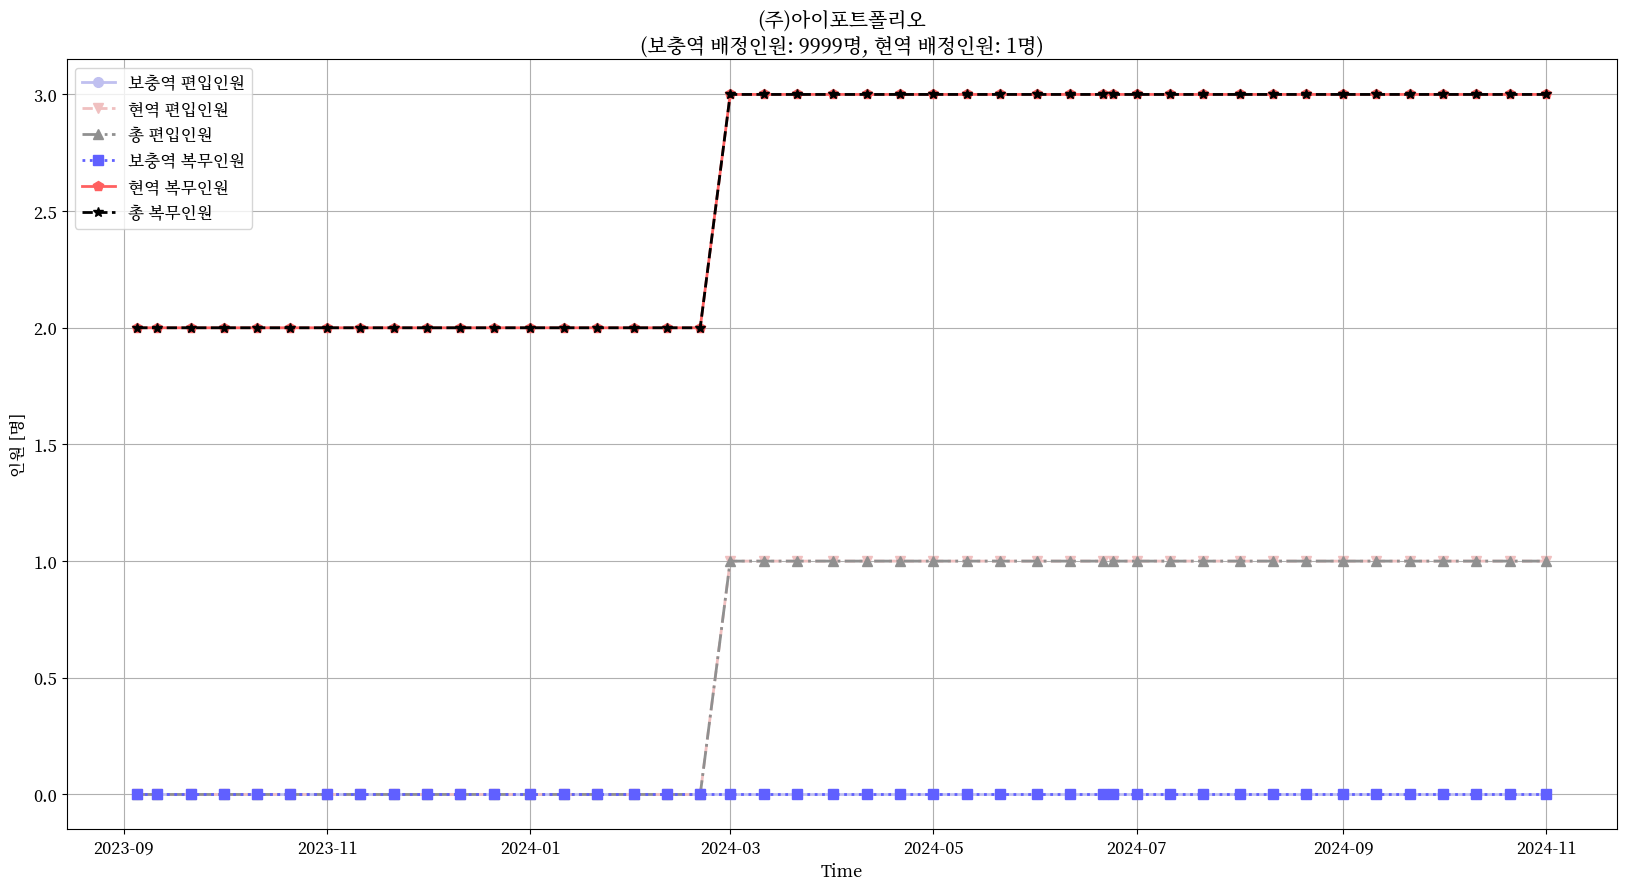 (주)아이포트폴리오
(보충역 배정인원: 9999명, 현역 배정인원: 1명)
보충역 편입인원
현역 편입인원
총 편입인원
보충역 복무인원
현역 복무인원
총 복무인원
3.0
2.5
2.0
1.5
1.0
0.5
0.0
인원 [명]
2023-09 2023-11 2024-01 2024-03 2024-05 2024-07 2024-09 2024-11
Time